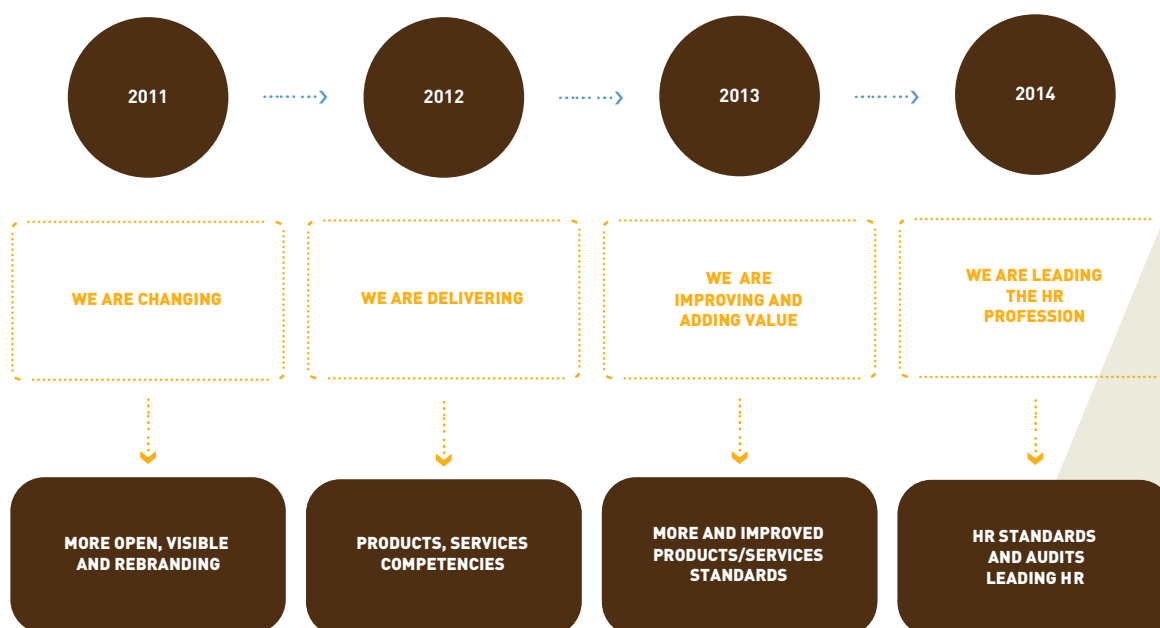 2011
2012
2013
2014
WE ARE CHANGING
WE ARE DELIVERING
WE ARE
IMPROVING AND
ADDING VALUE
WE ARE LEADING
THE HR
PROFESSION
MORE OPEN, VISIBLE
AND REBRANDING
PRODUCTS, SERVICES
COMPETENCIES
MORE AND IMPROVED
PRODUCTS/SERVICES
STANDARDS
HR STANDARDS
AND AUDITS
LEADING HR